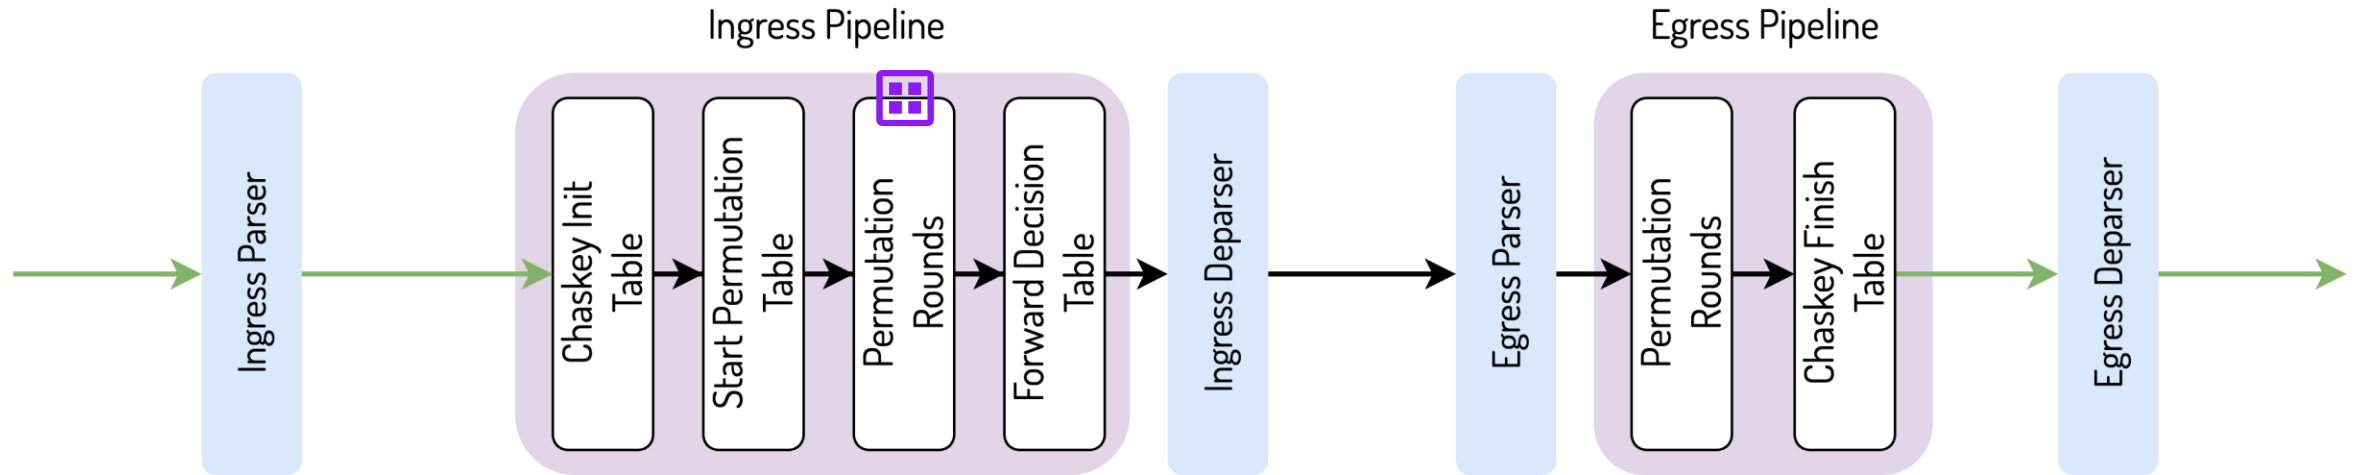 Ingress Pipeline
Egress Pipeline
Ingress Parser
Chaskey Init
Table
Start Permutation
Table
Permutation
Rounds
Forward Decision
Table
Ingress Deparser
Egress Parser
Permutation
Rounds
Chaskey Finish
Table
Egress Deparser